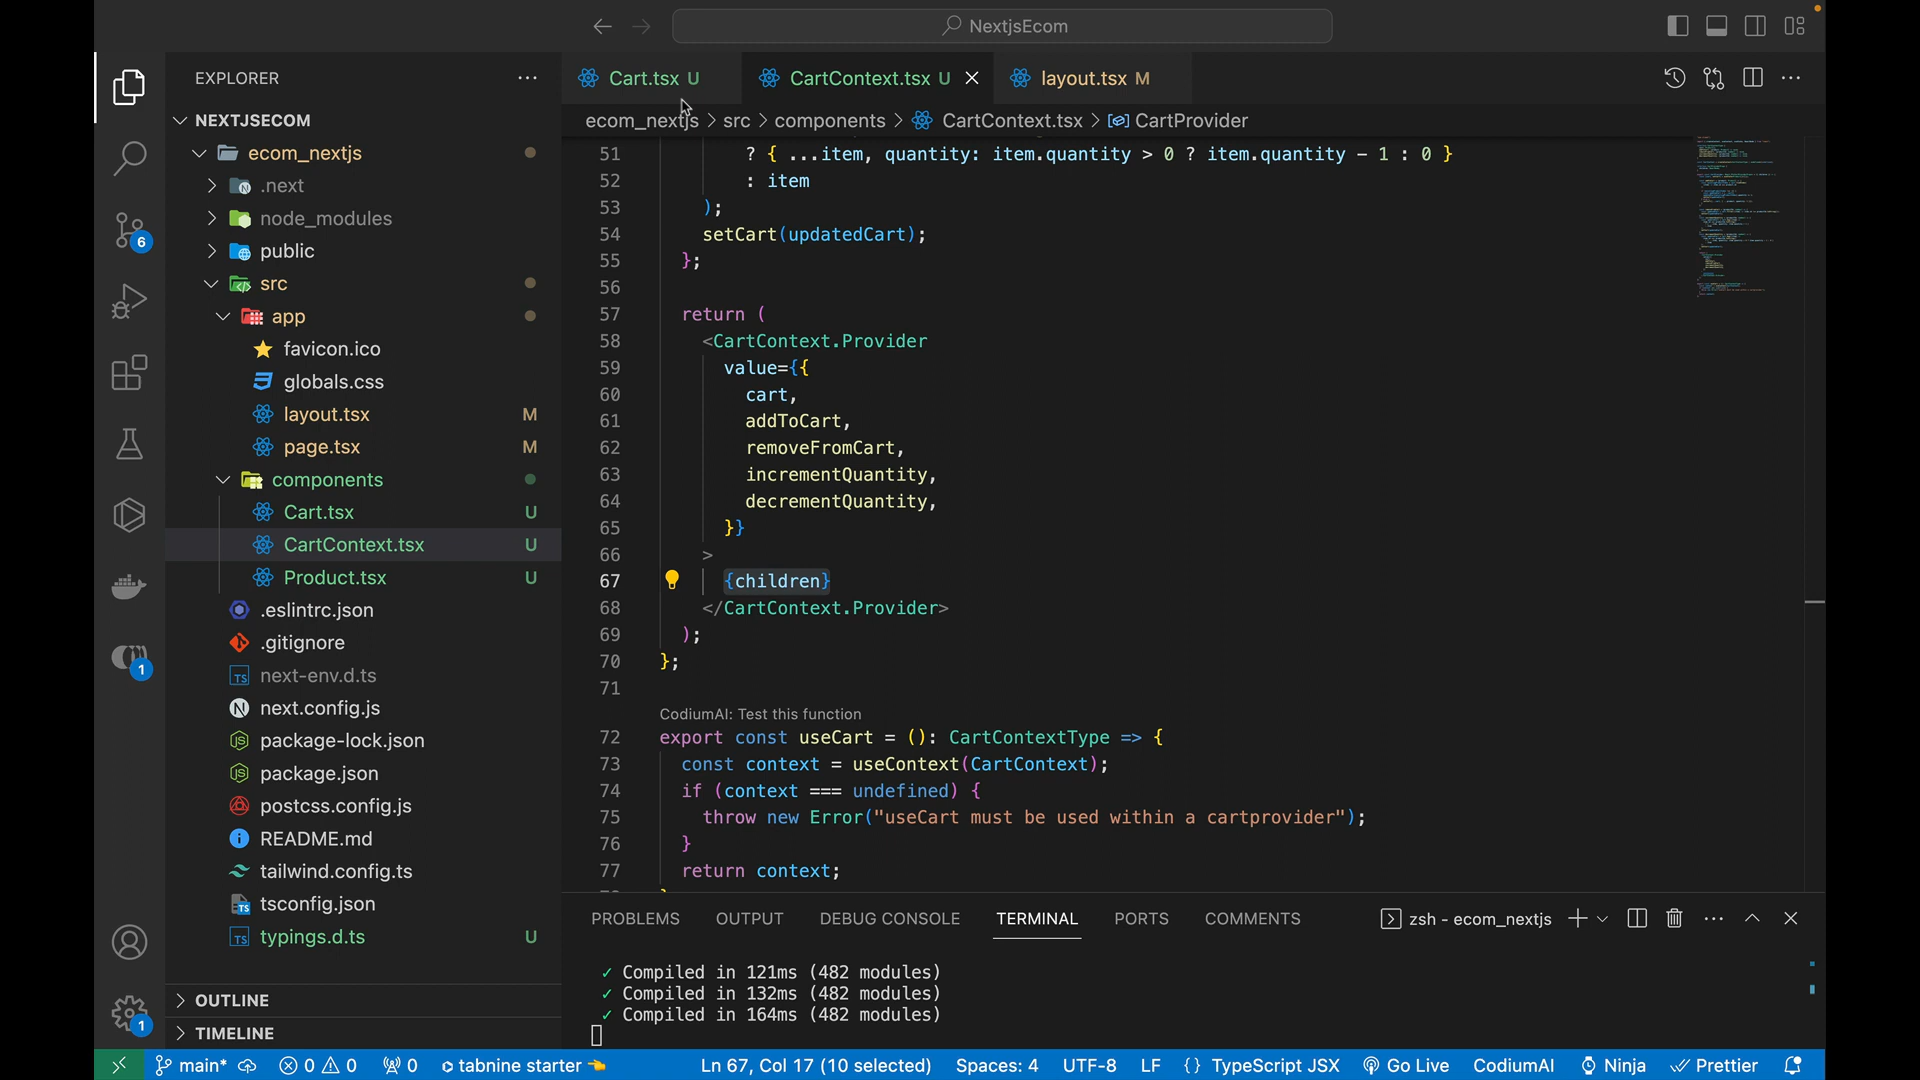 NextjsEcom
EXPLORER
NEXTJSECOM
ecom_nextjs
.next
node_modules
public
src
app
favicon.ico
globals.css
layout.tsx M
page.tsx M
components
Cart.tsx U
CartContext.tsx U
Product.tsx U
.eslintrc.json
.gitignore
next-env.d.ts
next.config.js
package-lock.json
package.json
postcss.config.js
README.md
tailwind.config.ts
tsconfig.json
typings.d.ts U
OUTLINE
TIMELINE
6
1
1
Cart.tsx U
CartContext.tsx U
layout.tsx M
ecom_nextjs > src > components > CartContext.tsx > CartProvider
51 ? { ...item, quantity: item.quantity > 0 ? item.quantity - 1 : 0 }
52 : item
53 );
54 setCart(updatedCart);
55 };
56
57 return (
58 <CartContext.Provider
59 value={{
60 cart,
61 addToCart,
62 removeFromCart,
63 incrementQuantity,
64 decrementQuantity,
65 }}
66 >
67 {children}
68 </CartContext.Provider>
69 );
70 };
71
CodiumAI: Test this function
72 export const useCart = (): CartContextType => {
73 const context = useContext(CartContext);
74 if (context === undefined) {
75 throw new Error("useCart must be used within a cartprovider");
76 }
77 return context;
PROBLEMS OUTPUT DEBUG CONSOLE TERMINAL PORTS COMMENTS zsh - ecom_nextjs
✓ Compiled in 121ms (482 modules)
✓ Compiled in 132ms (482 modules)
✓ Compiled in 164ms (482 modules)
main* 0 0 0 tabnine starter Ln 67, Col 17 (10 selected) Spaces: 4 UTF-8 LF {} TypeScript JSX Go Live CodiumAI Ninja Prettier